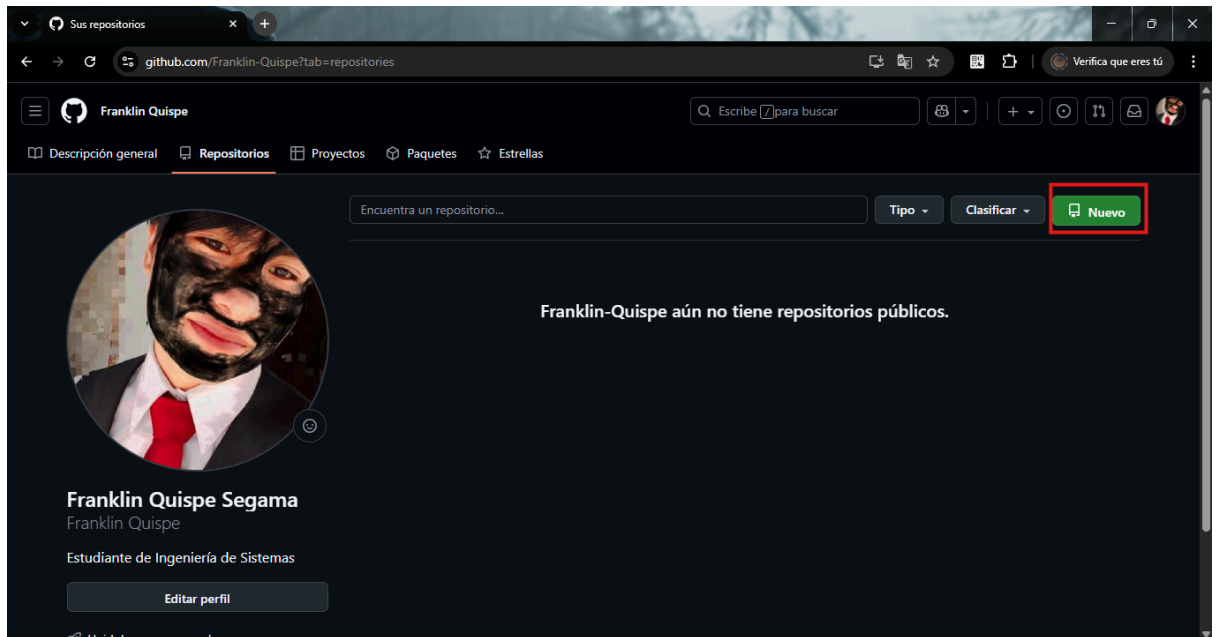 Sus repositorios
github.com/Franklin-Quispe?tab=repositories
Verifica que eres tú
Franklin Quispe
Escribe / para buscar
Descripción general
Repositorios
Proyectos
Paquetes
Estrellas
Encuentra un repositorio...
Tipo
Clasificar
Nuevo
Franklin-Quispe aún no tiene repositorios públicos.
Franklin Quispe Segama
Franklin Quispe
Estudiante de Ingeniería de Sistemas
Editar perfil